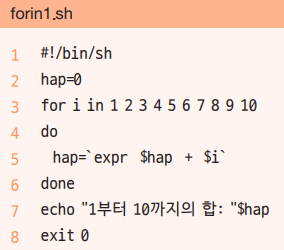 forin1.sh
1 #!/bin/sh
2 hap=0
3 for i in 1 2 3 4 5 6 7 8 9 10
4 do
5 hap=`expr $hap + $i`
6 done
7 echo "1부터 10까지의 합: "$hap
8 exit 0